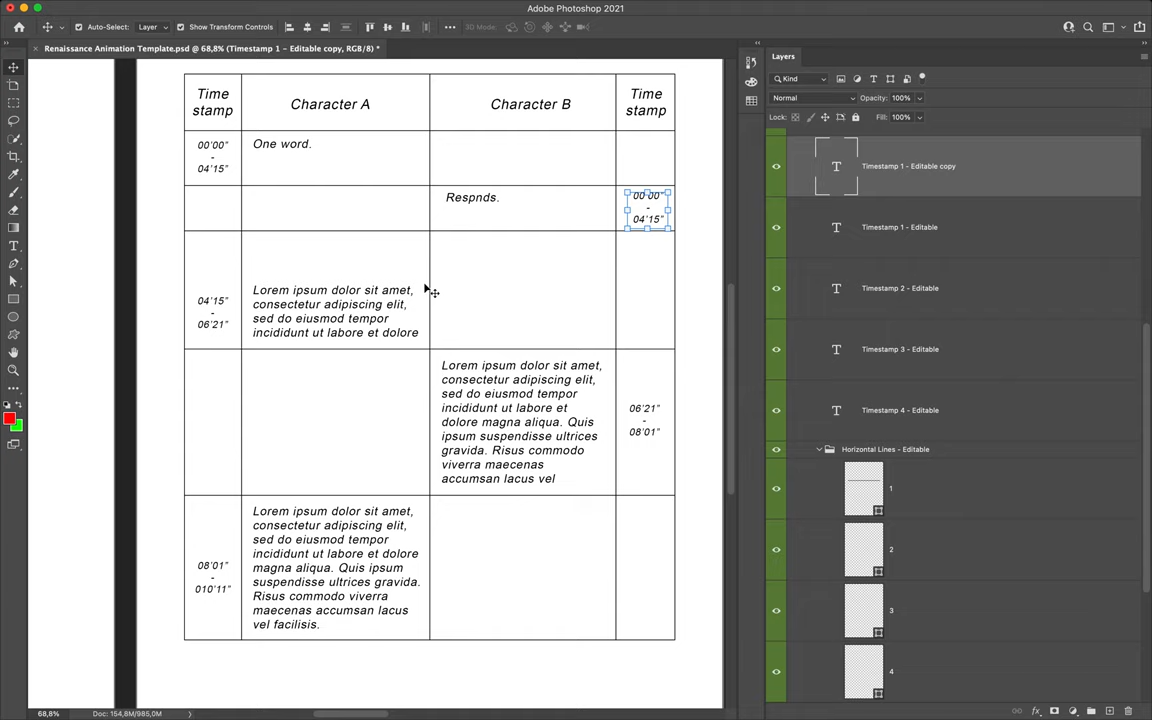 Adobe Photoshop 2021
Auto-Select: Layer
Show Transform Controls
3D Mode:
Renaissance Animation Template.psd @ 68,8% (Timestamp 1 - Editable copy, RGB/8) *
Time
stamp
Character A
Character B
Time
stamp
00'00"
-
04'15"
One word.
Respnds.
00'00"
-
04'15"
04'15"
-
06'21"
Lorem ipsum dolor sit amet,
consectetur adipiscing elit,
sed do eiusmod tempor
incididunt ut labore et dolore
Lorem ipsum dolor sit amet,
consectetur adipiscing elit,
sed do eiusmod tempor
incididunt ut labore et
dolore magna aliqua. Quis
ipsum suspendisse ultrices
gravida. Risus commodo
viverra maecenas
accumsan lacus vel
06'21"
-
08'01"
08'01"
-
010'11"
Lorem ipsum dolor sit amet,
consectetur adipiscing elit,
sed do eiusmod tempor
incididunt ut labore et dolore
magna aliqua. Quis ipsum
suspendisse ultrices gravida.
Risus commodo viverra
maecenas accumsan lacus
vel facilisis.
68,8%
Doc: 154,8M/985,0M
Layers
Kind
Normal
Opacity: 100%
Lock:
Fill: 100%
Timestamp 1 - Editable copy
Timestamp 1 - Editable
Timestamp 2 - Editable
Timestamp 3 - Editable
Timestamp 4 - Editable
Horizontal Lines - Editable
1
2
3
4